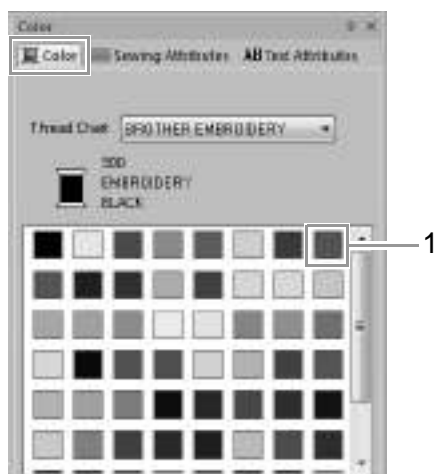 Color
Color Sewing Attributes AB Text Attributes
Thread Chart BROTHER EMBROIDERY
900
EMBROIDERY
BLACK
1